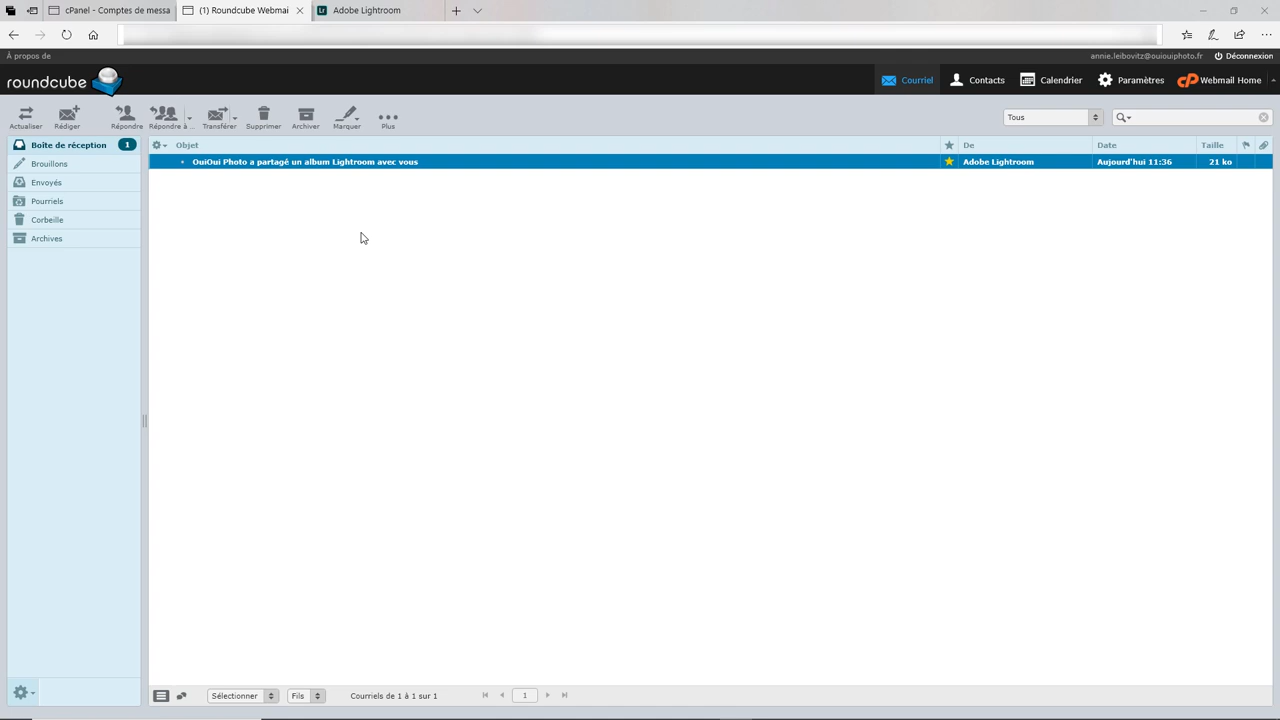 cPanel - Comptes de messa
(1) Roundcube Webmai
Lr Adobe Lightroom
À propos de
annie.leibovitz@ouiouiphoto.fr
Déconnexion
roundcube
Courriel
Contacts
Calendrier
Paramètres
cP Webmail Home
Actualiser
Rédiger
Répondre
Répondre à ...
Transférer
Supprimer
Archiver
Marquer
Plus
Tous
Boîte de réception 1
Brouillons
Envoyés
Pourriels
Corbeille
Archives
Objet De Date Taille
OuiOui Photo a partagé un album Lightroom avec vous Adobe Lightroom Aujourd'hui 11:36 21 ko
Sélectionner
Fils
Courriels de 1 à 1 sur 1
1